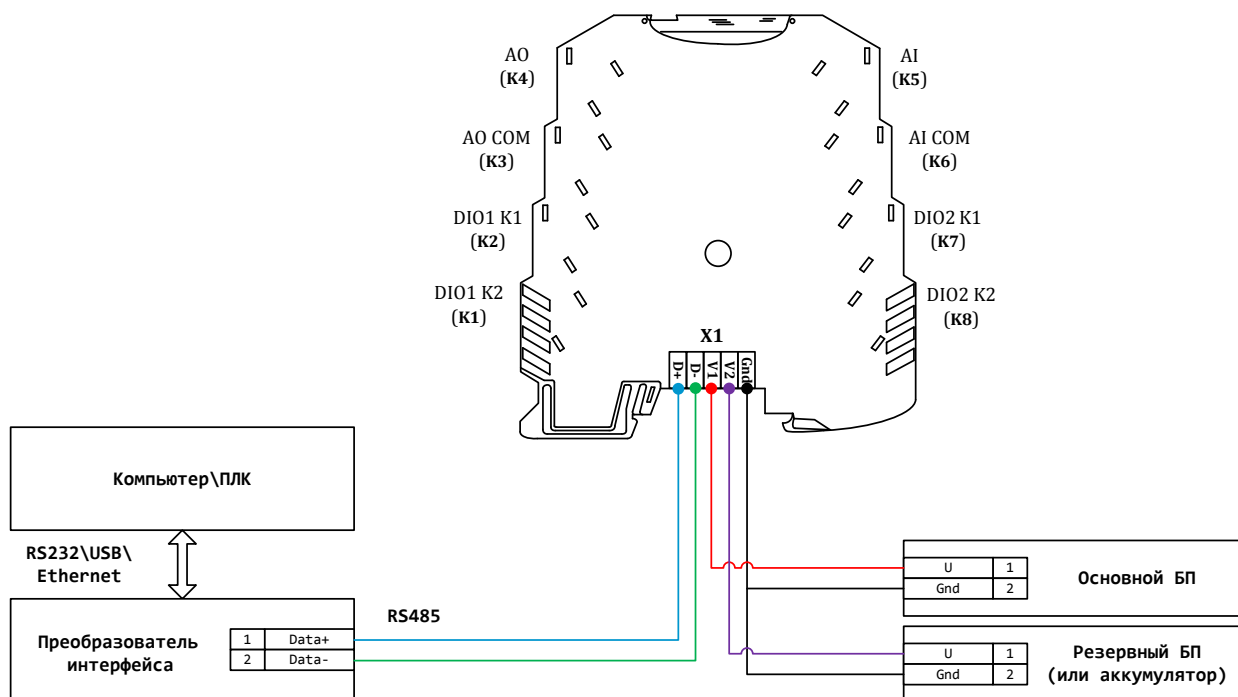 AO
(K4)
AI
(K5)
AO COM
(K3)
AI COM
(K6)
DIO1 K1
(K2)
DIO2 K1
(K7)
DIO1 K2
(K1)
DIO2 K2
(K8)
X1
D+
D-
V1
V2
Gnd
Компьютер\ПЛК
RS232\USB\
Ethernet
Преобразователь
интерфейса
1 Data+
2 Data-
RS485
U 1
Gnd 2
Основной БП
U 1
Gnd 2
Резервный БП
(или аккумулятор)